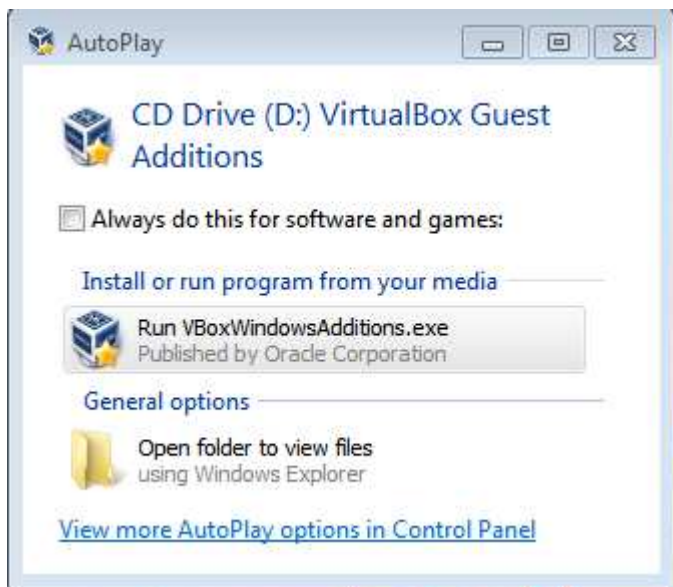 AutoPlay
CD Drive (D:) VirtualBox Guest
Additions
Always do this for software and games:
Install or run program from your media
Run VBoxWindowsAdditions.exe
Published by Oracle Corporation
General options
Open folder to view files
using Windows Explorer
View more AutoPlay options in Control Panel